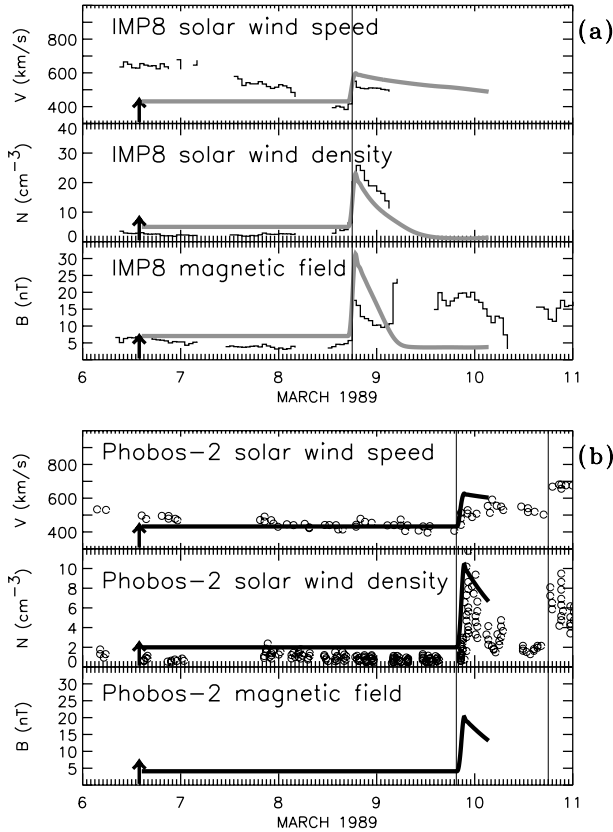 IMP8 solar wind speed
(a)
V (km/s)
800
600
400
IMP8 solar wind density
N (cm−3)
40
30
20
10
0
IMP8 magnetic field
B (nT)
30
25
20
15
10
5
6 7 8 9 10 11
MARCH 1989
Phobos−2 solar wind speed
(b)
V (km/s)
800
600
400
Phobos−2 solar wind density
N (cm−3)
10
8
6
4
2
0
Phobos−2 magnetic field
B (nT)
30
25
20
15
10
5
6 7 8 9 10 11
MARCH 1989